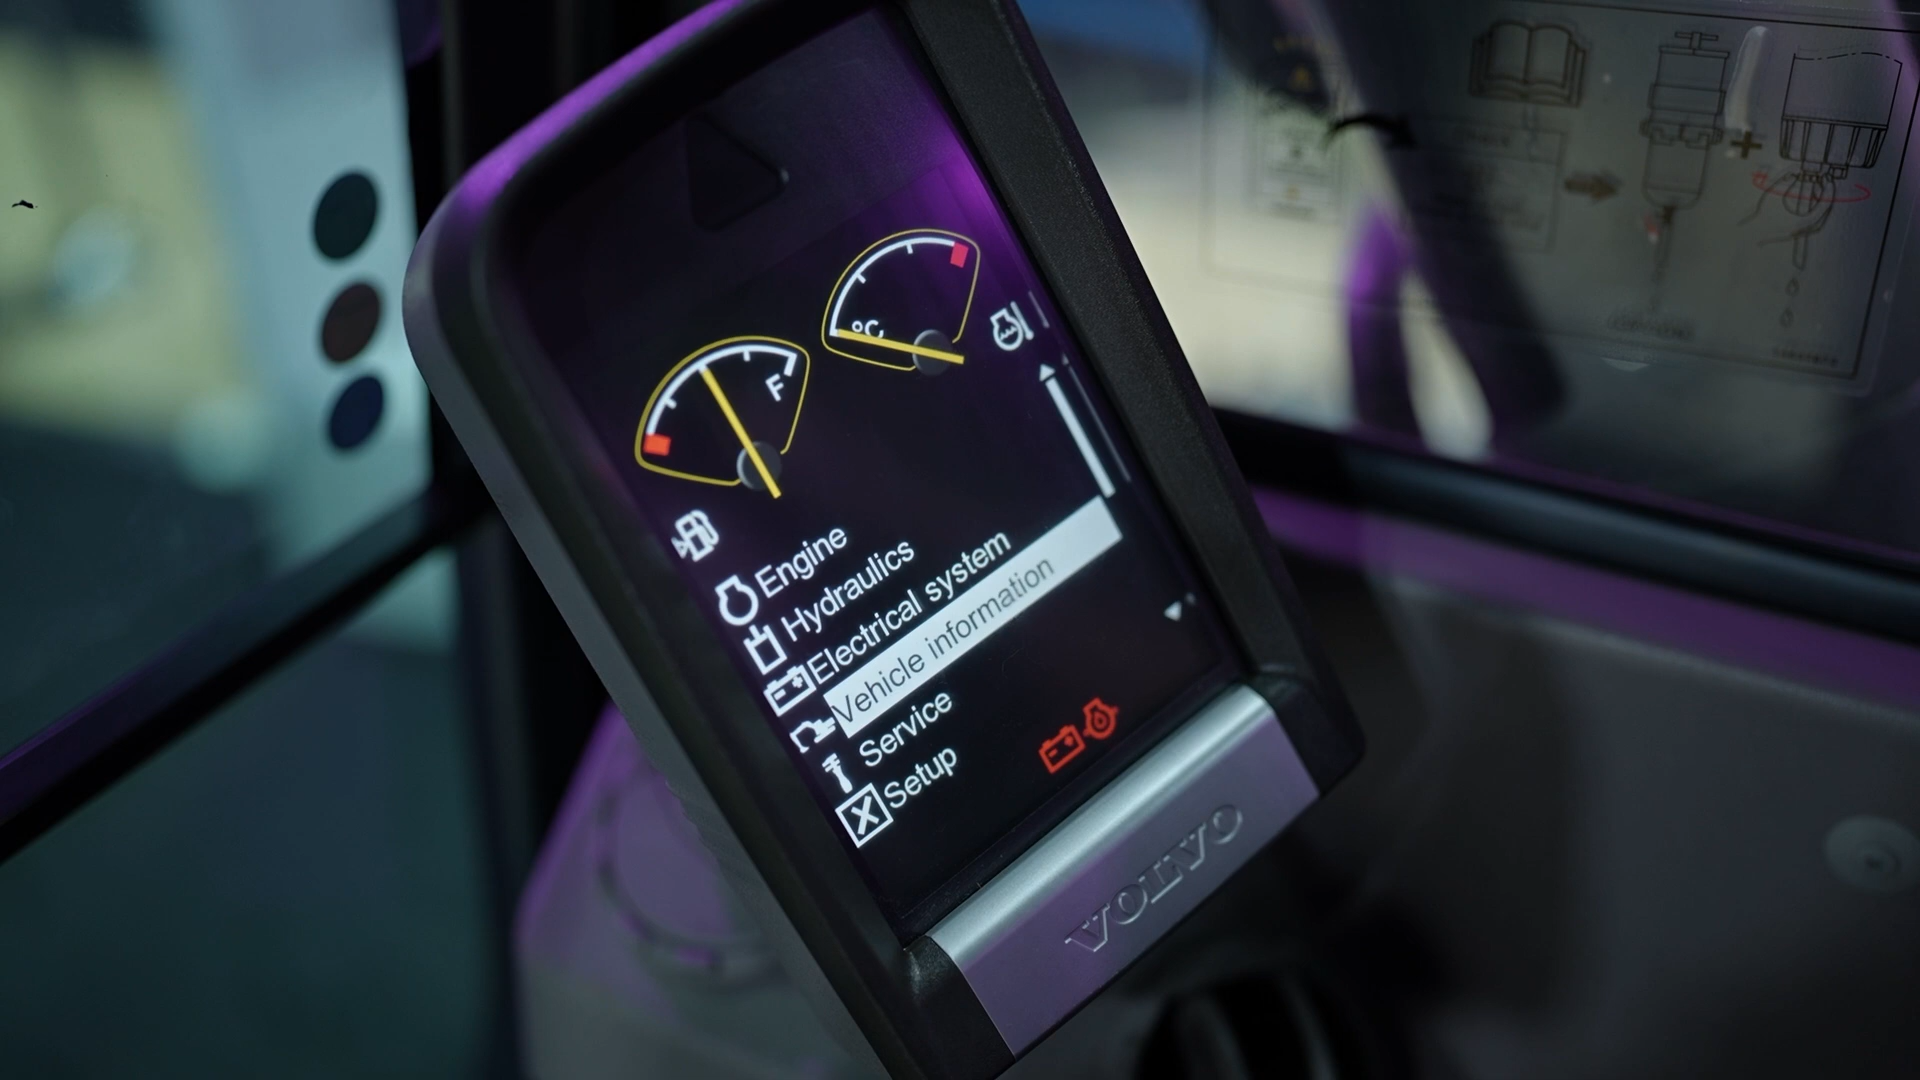 °C
F
Engine
Hydraulics
Electrical system
Vehicle information
Service
Setup
VOLVO